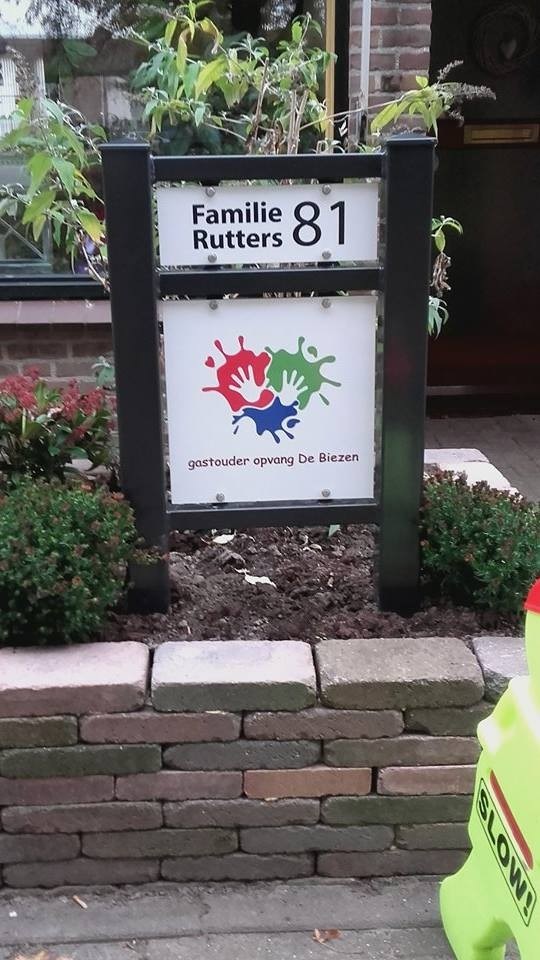 Familie
Rutters 81
gastouder opvang De Biezen
SLOW!